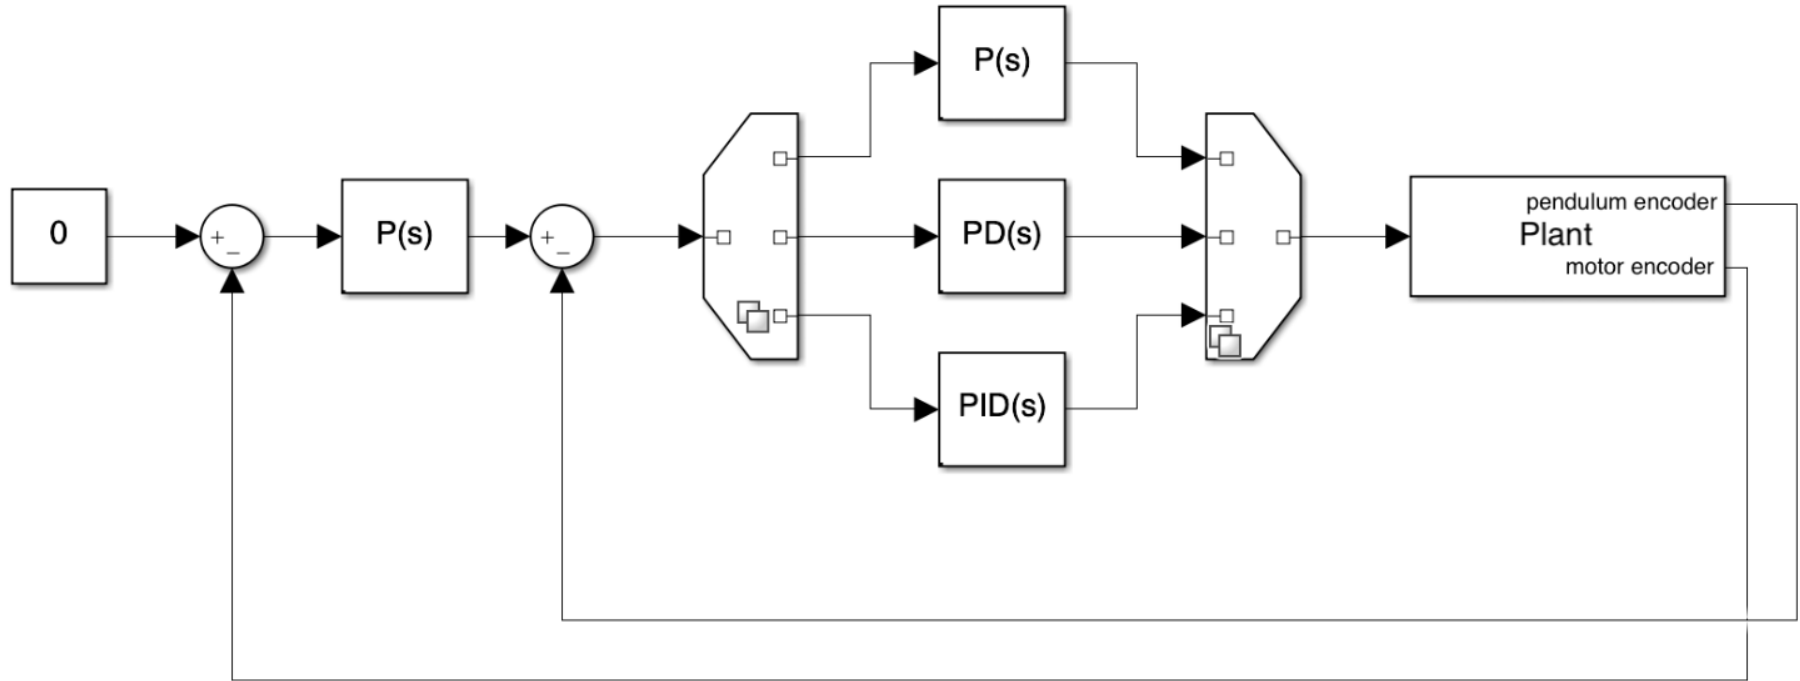 P(s)
0
+
−
P(s)
+
−
PD(s)
pendulum encoder
Plant
motor encoder
PID(s)